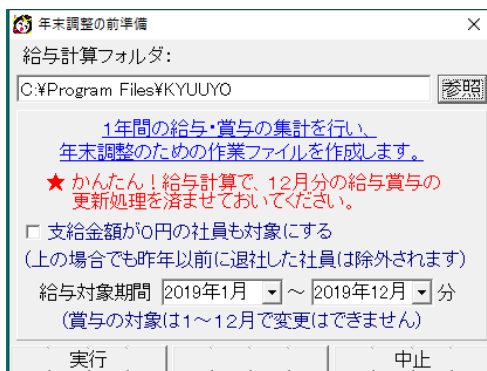 年末調整の前準備
給与計算フォルダ:
C:¥Program Files¥KYUUYO 参照
1年間の給与・賞与の集計を行い、
年末調整のための作業ファイルを作成します。
★ かんたん！給与計算で、12月分の給与賞与の
更新処理を済ませておいてください。
支給金額が0円の社員も対象にする
(上の場合でも昨年以前に退社した社員は除外されます)
給与対象期間 2019年1月 ～ 2019年12月 分
(賞与の対象は1～12月で変更はできません)
実行 中止